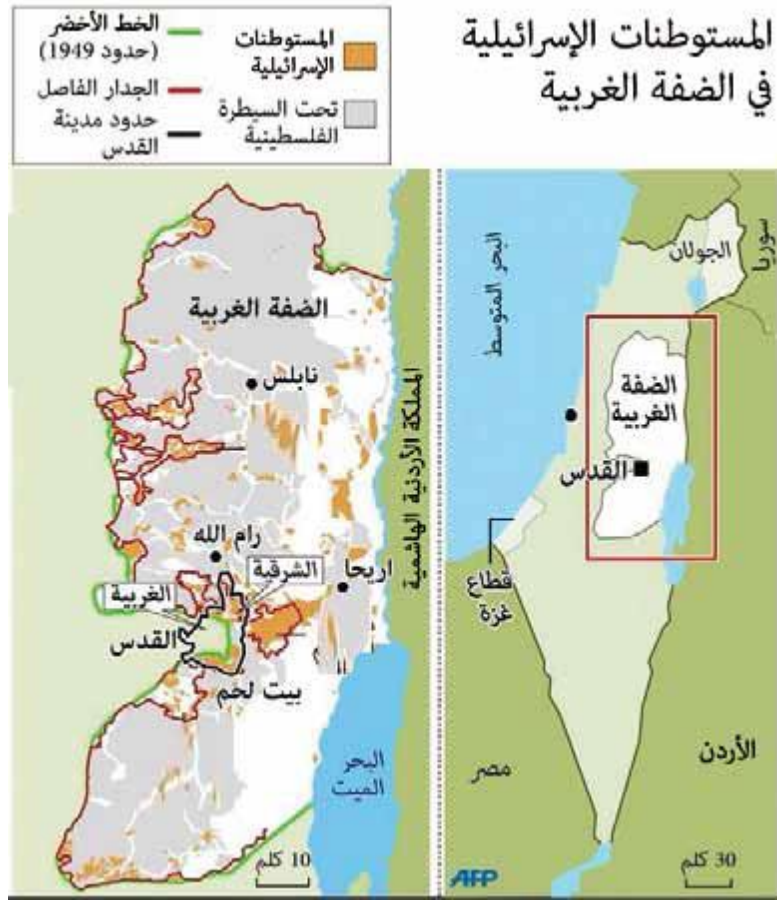 المستوطنات الإسرائيلية
في الضفة الغربية
الخط الأخضر
(حدود 1949)
الجدار الفاصل
حدود مدينة
القدس
المستوطنات
الإسرائيلية
تحت السيطرة
الفلسطينية
سوريا
الجولان
البحر المتوسط
الضفة
الغربية
القدس
قطاع
غزة
مصر
الأردن
30 كلم
AFP
الضفة الغربية
نابلس
المملكة الأردنية الهاشمية
رام الله
اريحا
الشرقية
الغربية
القدس
بيت لحم
البحر
الميت
10 كلم